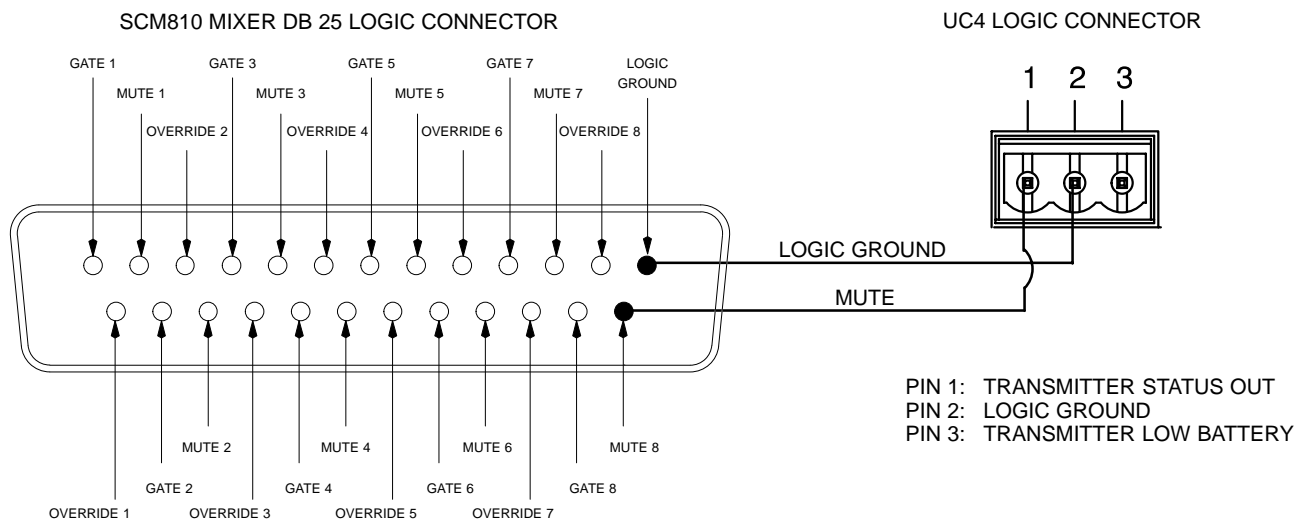 SCM810 MIXER DB 25 LOGIC CONNECTOR
UC4 LOGIC CONNECTOR
GATE 1
GATE 3
GATE 5
GATE 7
LOGIC
GROUND
MUTE 1
MUTE 3
MUTE 5
MUTE 7
OVERRIDE 2
OVERRIDE 4
OVERRIDE 6
OVERRIDE 8
1 2 3
LOGIC GROUND
MUTE
MUTE 2
MUTE 4
MUTE 6
MUTE 8
GATE 2
GATE 4
GATE 6
GATE 8
OVERRIDE 1
OVERRIDE 3
OVERRIDE 5
OVERRIDE 7
PIN 1: TRANSMITTER STATUS OUT
PIN 2: LOGIC GROUND
PIN 3: TRANSMITTER LOW BATTERY